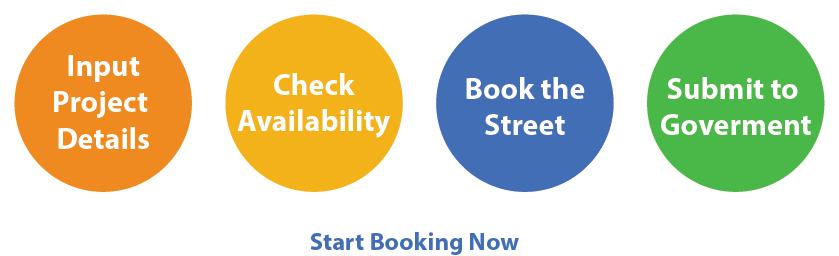 Input
Project
Details
Check
Availability
Book the
Street
Submit to
Goverment
Start Booking Now